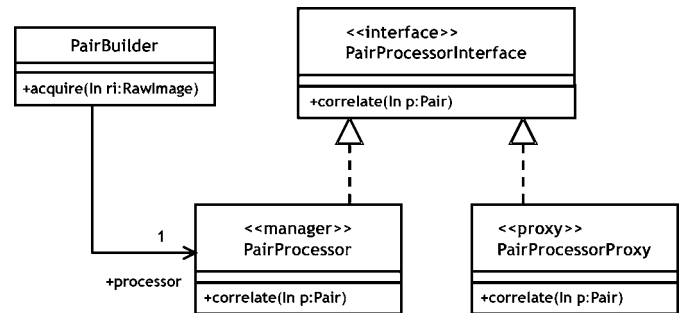 PairBuilder
+acquire(In ri:RawImage)
<<interface>>
PairProcessorInterface
+correlate(In p:Pair)
1
+processor
<<manager>>
PairProcessor
+correlate(In p:Pair)
<<proxy>>
PairProcessorProxy
+correlate(In p:Pair)